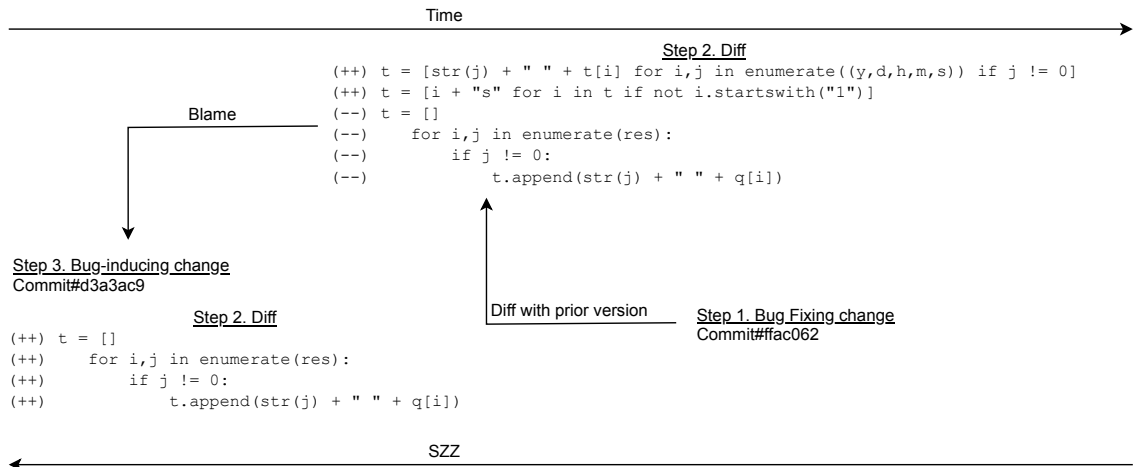 Time
Step 2. Diff
(++) t = [str(j) + " " + t[i] for i,j in enumerate((y,d,h,m,s)) if j != 0]
(++) t = [i + "s" for i in t if not i.startswith("1")]
Blame
(--) t = []
(--)     for i,j in enumerate(res):
(--)         if j != 0:
(--)             t.append(str(j) + " " + q[i])
Step 3. Bug-inducing change
Commit#d3a3ac9
Diff with prior version
Step 1. Bug Fixing change
Commit#ffac062
Step 2. Diff
(++) t = []
(++)     for i,j in enumerate(res):
(++)         if j != 0:
(++)             t.append(str(j) + " " + q[i])
SZZ